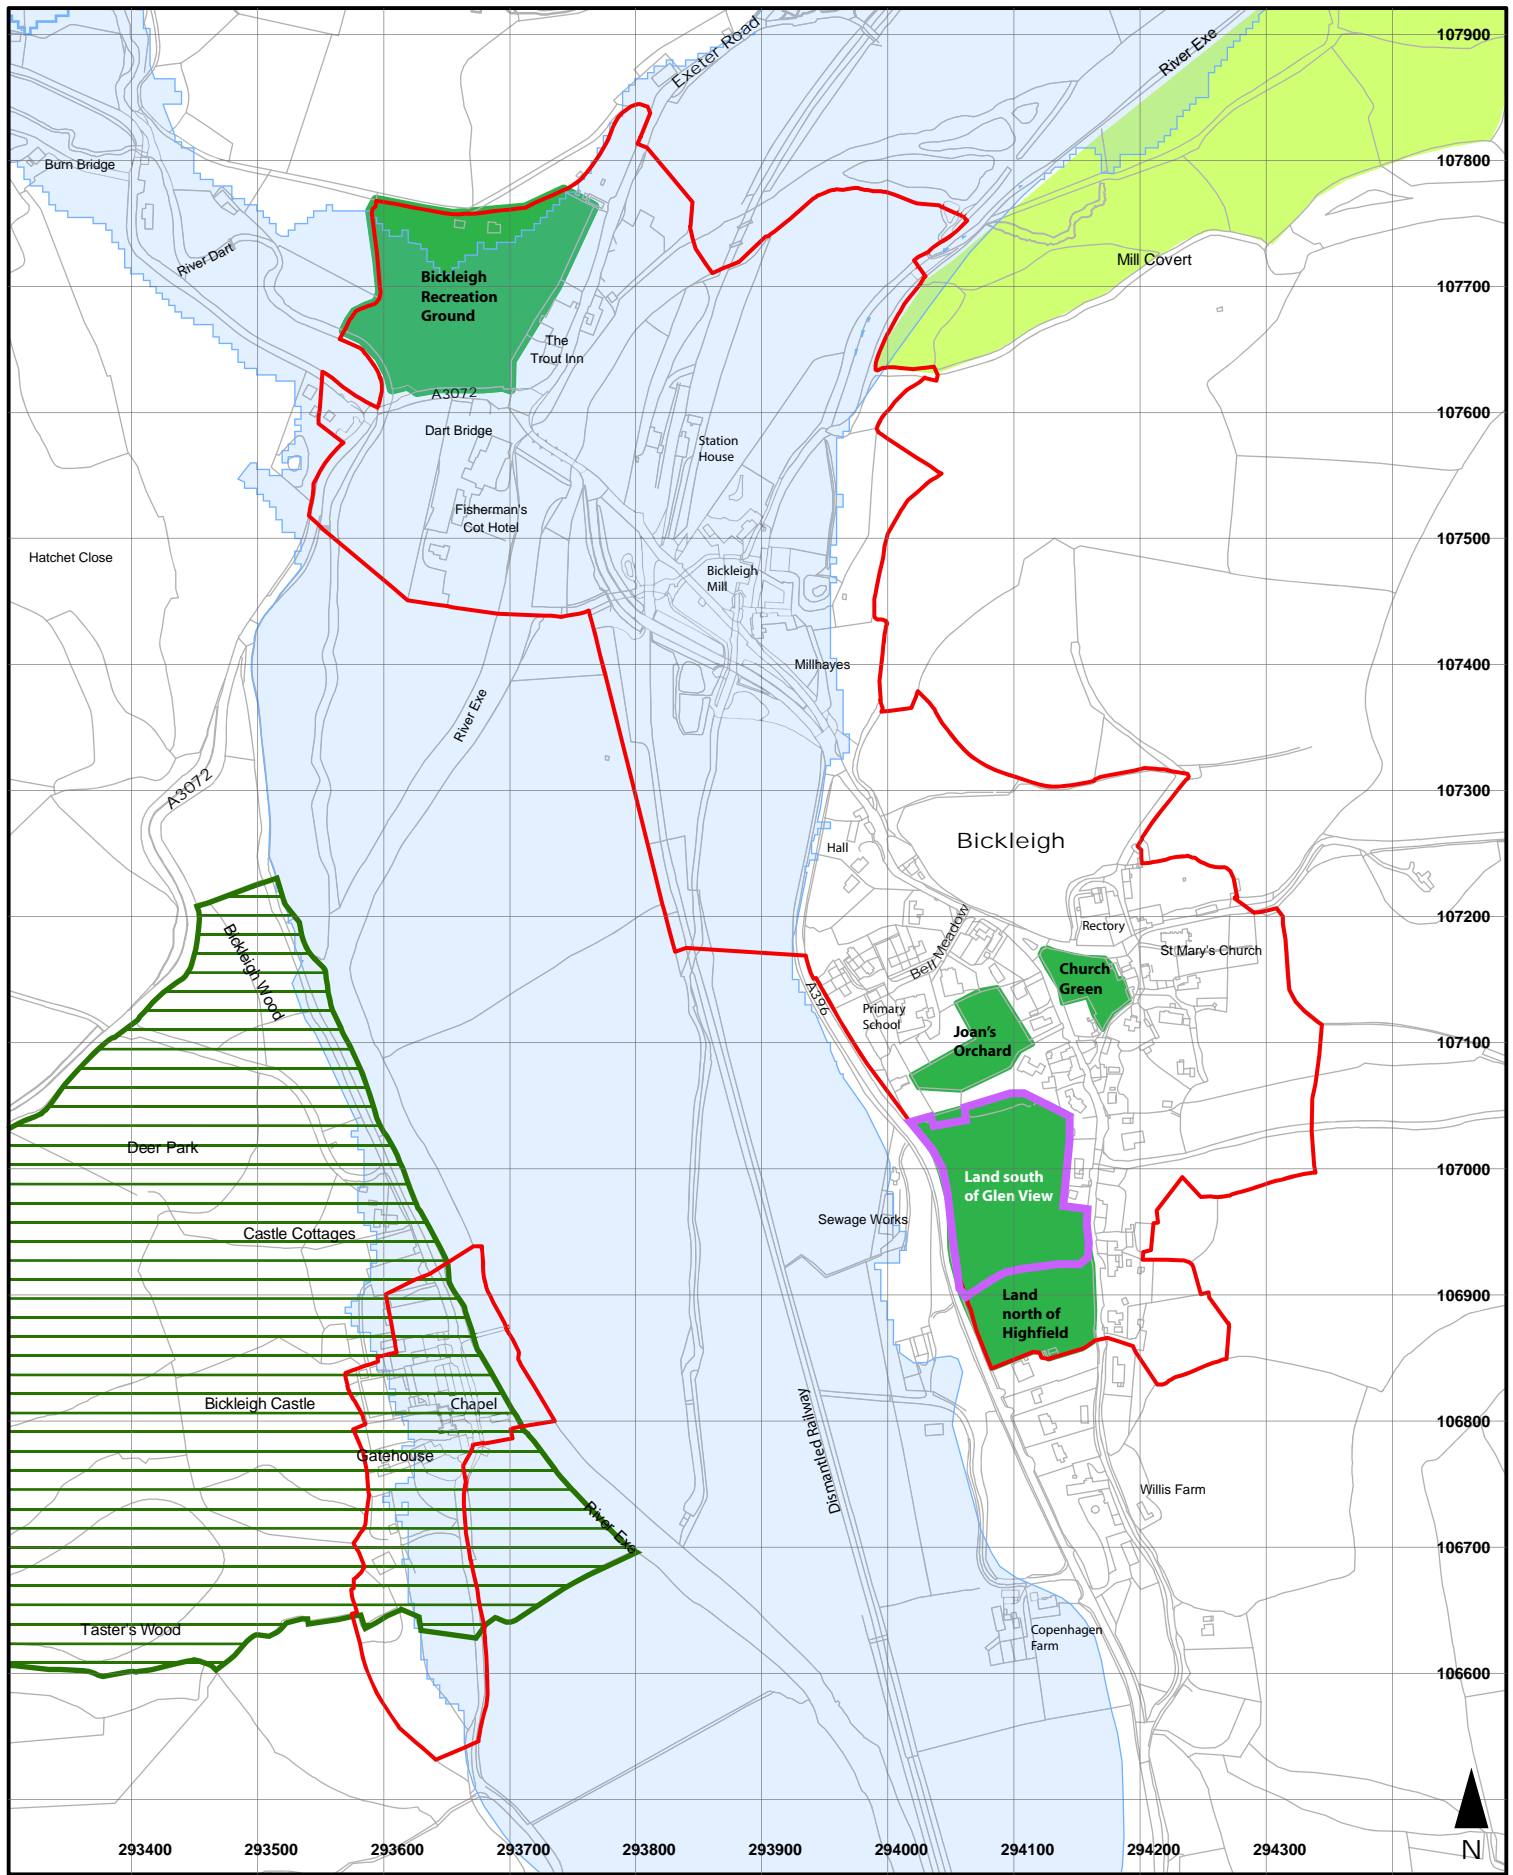 107900
Exeter Road
River Exe
Burn Bridge
107800
River Dart
Mill Covert
Bickleigh
Recreation
Ground
107700
The
Trout Inn
A3072
107600
Dart Bridge
Station
House
Fisherman's
Cot Hotel
107500
Hatchet Close
Bickleigh
Mill
Millhayes
107400
River Exe
A3072
107300
Hall
Bickleigh
Bell Meadow
107200
Rectory
St Mary's Church
Bickleigh Wood
Church
Green
A396
Primary
School
Joan's
Orchard
107100
Deer Park
107000
Land south
of Glen View
Sewage Works
Castle Cottages
106900
Land
north of
Highfield
Bickleigh Castle
Chapel
106800
Gatehouse
Dismantled Railway
River Exe
Willis Farm
106700
Taster's Wood
Copenhagen
Farm
106600
293400
293500
293600
293700
293800
293900
294000
294100
294200
294300
N